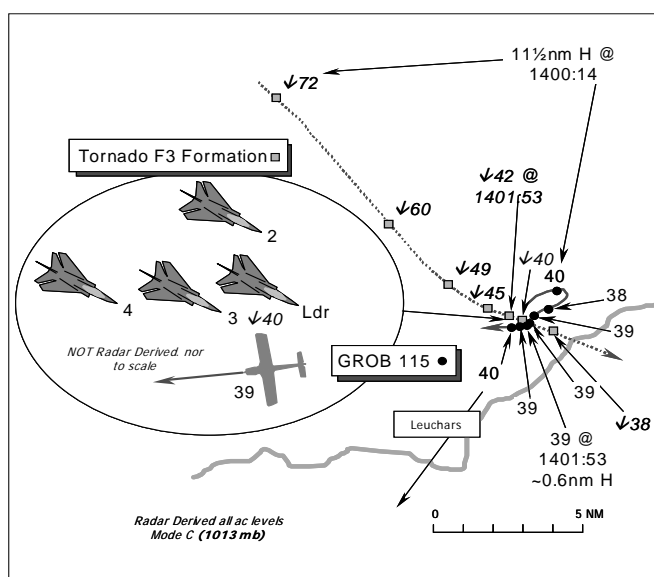 11½nm H @
1400:14
↓72
Tornado F3 Formation
↓42 @
1401:53
↓60
↓40
↓49
40
2
↓45
38
Ldr
4
3
↓40
39
NOT Radar Derived. nor
to scale
39
GROB 115
40
39
39
↓38
Leuchars
39 @
1401:53
~0.6nm H
Radar Derived all ac levels
Mode C (1013 mb)
0
5 NM